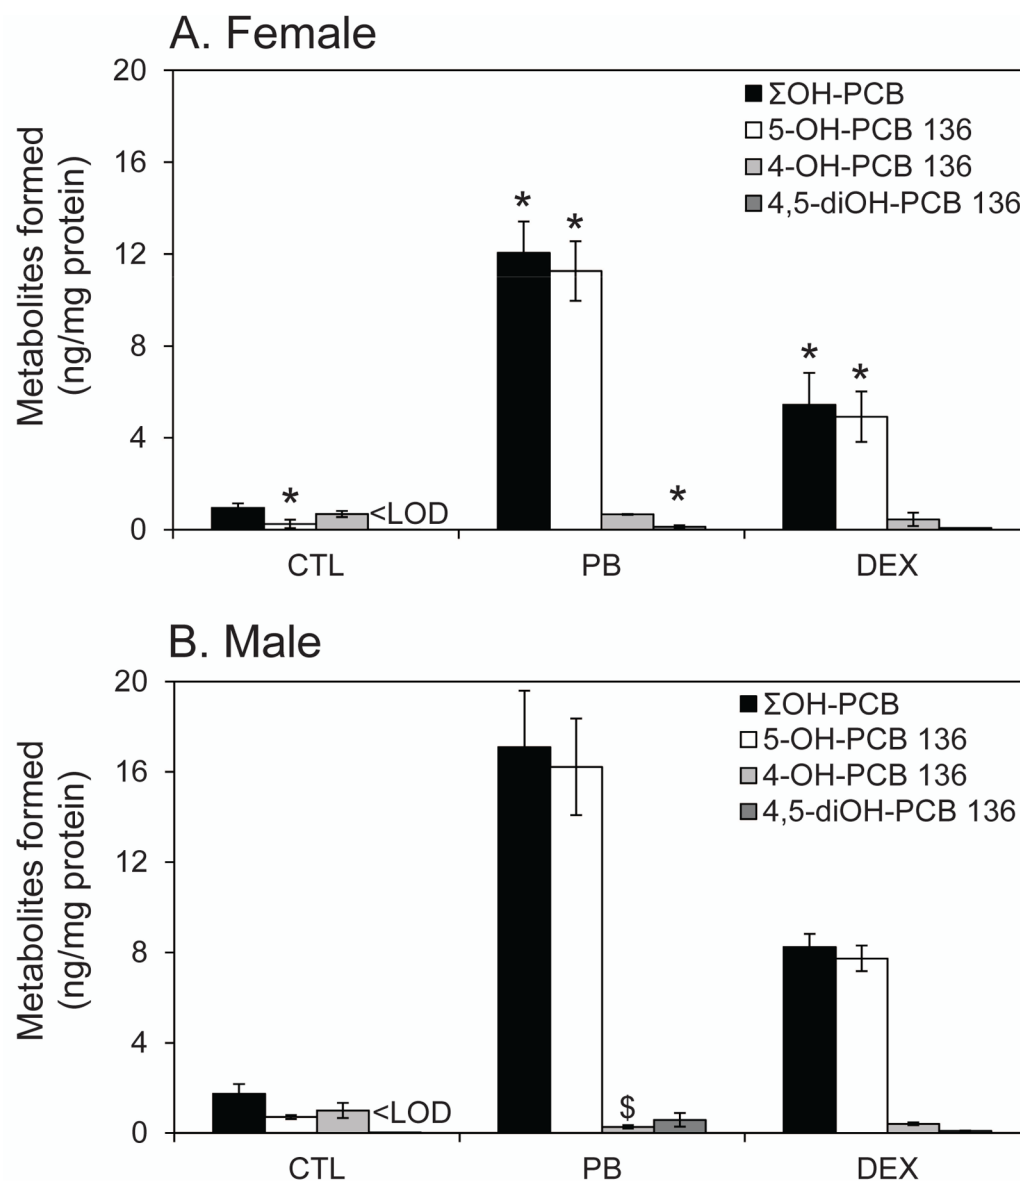 A. Female
Metabolites formed
(ng/mg protein)
20
16
12
8
4
0
ΣOH-PCB
5-OH-PCB 136
4-OH-PCB 136
4,5-diOH-PCB 136
*
*
*
*
*
*
<LOD
CTL
PB
DEX
B. Male
Metabolites formed
(ng/mg protein)
20
16
12
8
4
0
ΣOH-PCB
5-OH-PCB 136
4-OH-PCB 136
4,5-diOH-PCB 136
<LOD
$
CTL
PB
DEX